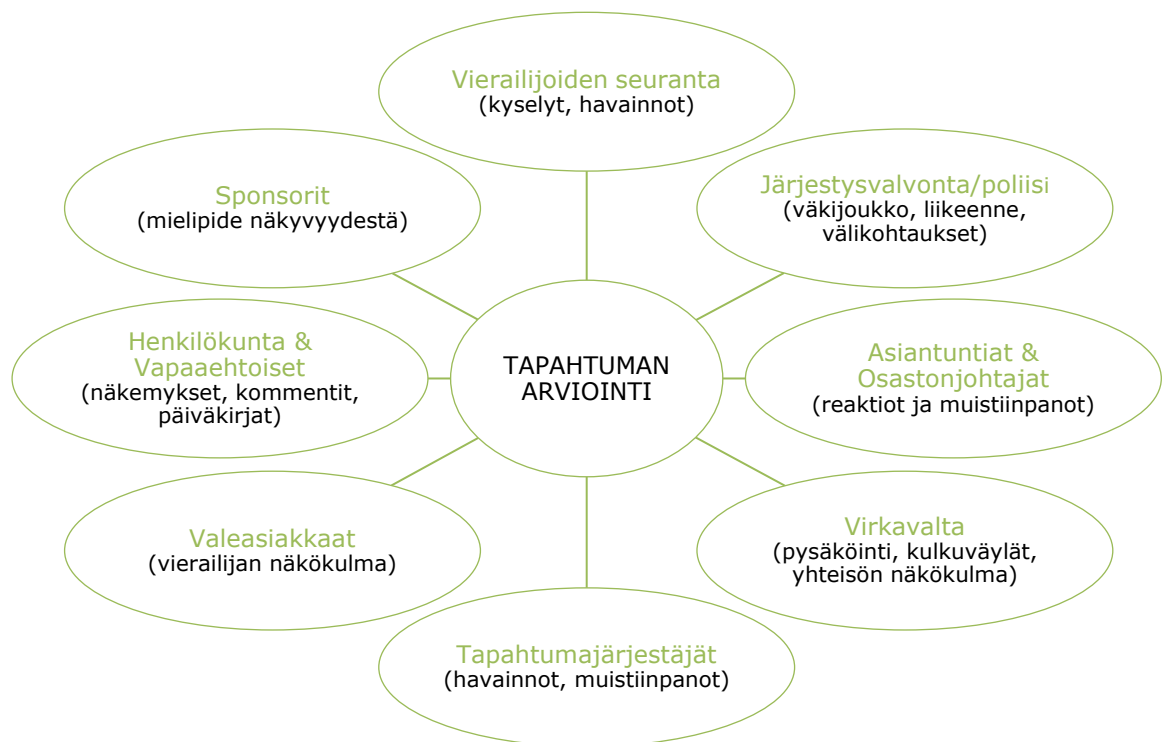 Vierailijoiden seuranta
(kyselyt, havainnot)
Järjestysvalvonta/poliisi
(väkijoukko, liikeenne,
välikohtaukset)
Asiantuntiat &
Osastonjohtajat
(reaktiot ja muistiinpanot)
Virkavalta
(pysäköinti, kulkuväylät,
yhteisön näkökulma)
Tapahtumajärjestäjät
(havainnot, muistiinpanot)
Valeasiakkaat
(vierailijan näkökulma)
Henkilökunta &
Vapaaehtoiset
(näkemykset, kommentit,
päiväkirjat)
Sponsorit
(mielipide näkyvyydestä)
TAPAHTUMAN
ARVIOINTI